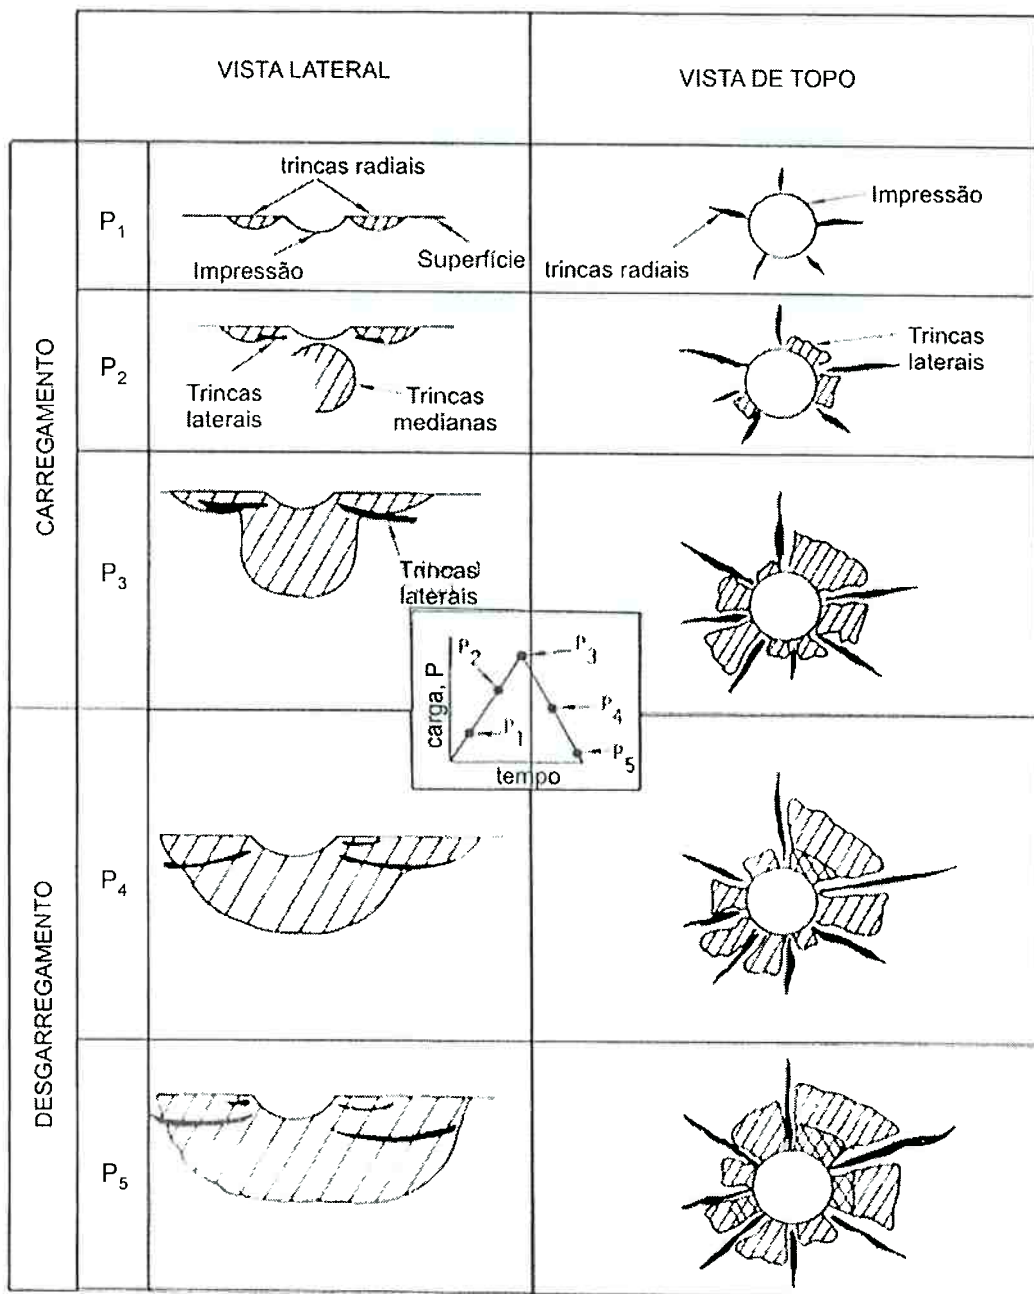 VISTA LATERAL
VISTA DE TOPO
CARREGAMENTO
P1
trincas radiais
Impressão
Superfície
Impressão
trincas radiais
P2
Trincas
laterais
Trincas
medianas
Trincas
laterais
P3
Trincas
laterais
carga, P
tempo
P1
P2
P3
P4
P5
DESGARREGAMENTO
P4
P5